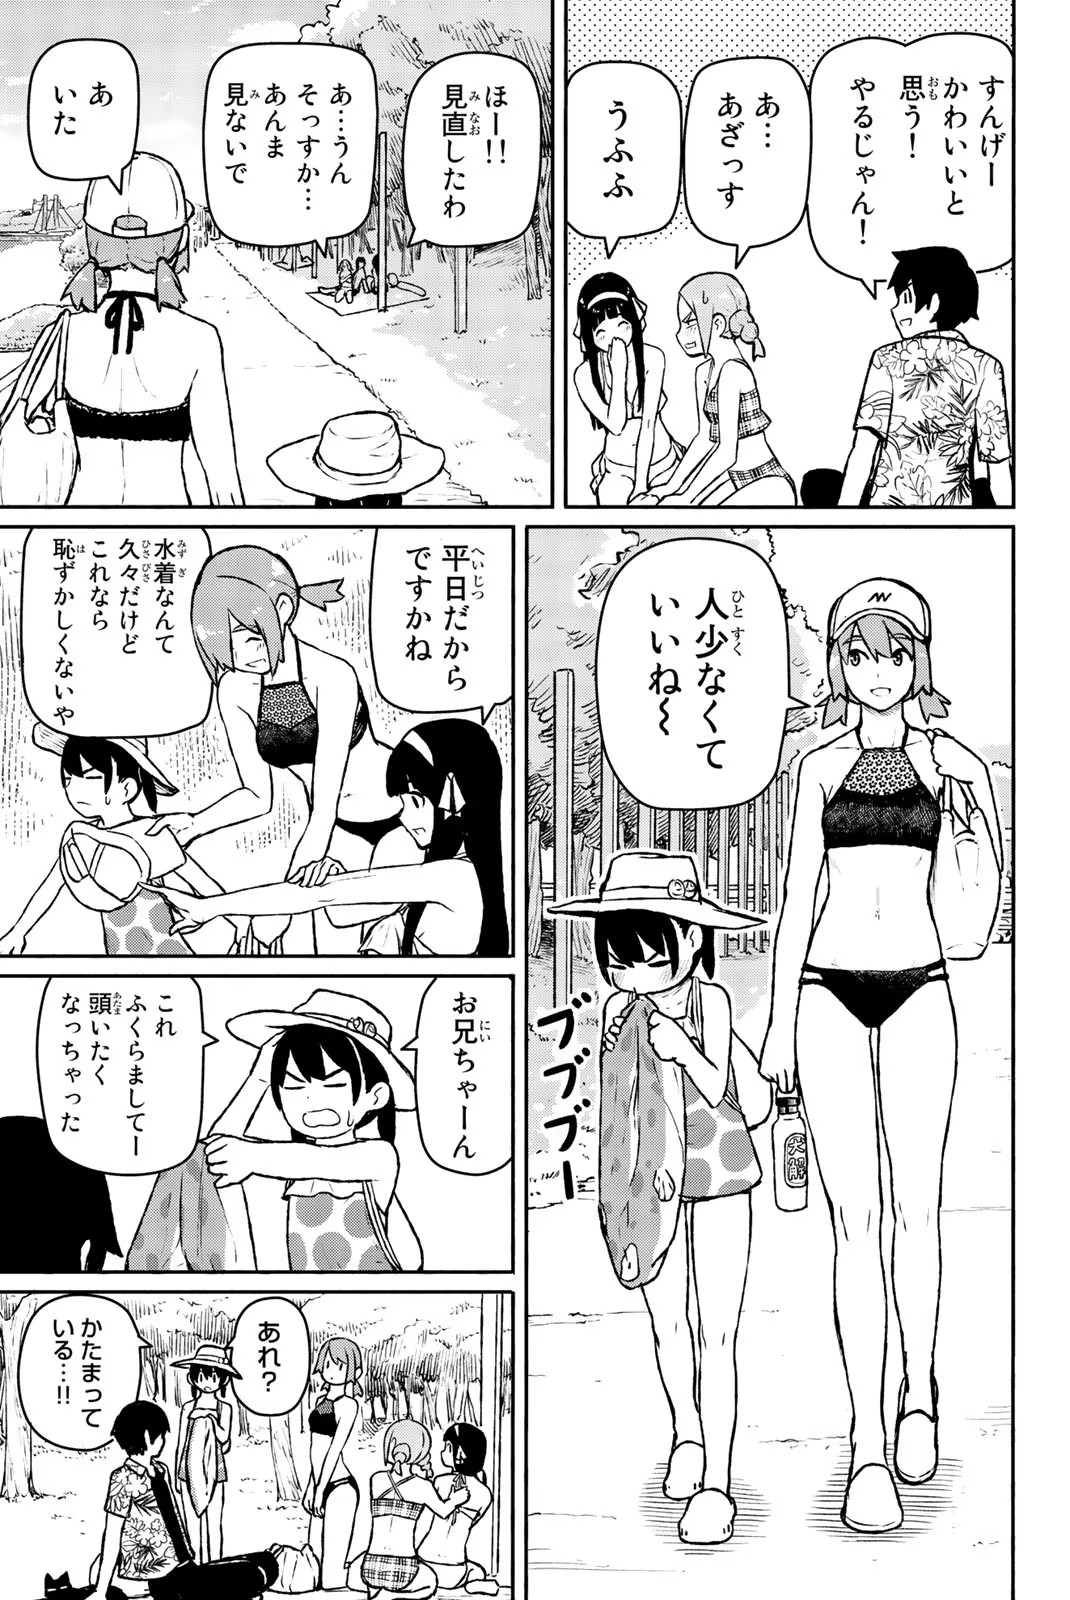 すんげー
かわいいと
思う！
やるじゃん！
あ…
あざっす
うふふ
ほー!!
見直したわ
あ…うん
そっすか…
あんま
見ないで
あ
いた
人少なくて
いいね〜
ブブブブー
犬解
平日だから
ですかね
水着なんて
久々だけど
これなら
恥ずかしくないや
お兄ちゃーん
これ
ふくらましてー
頭いたく
なっちゃった
あれ？
かたまって
いる…!!